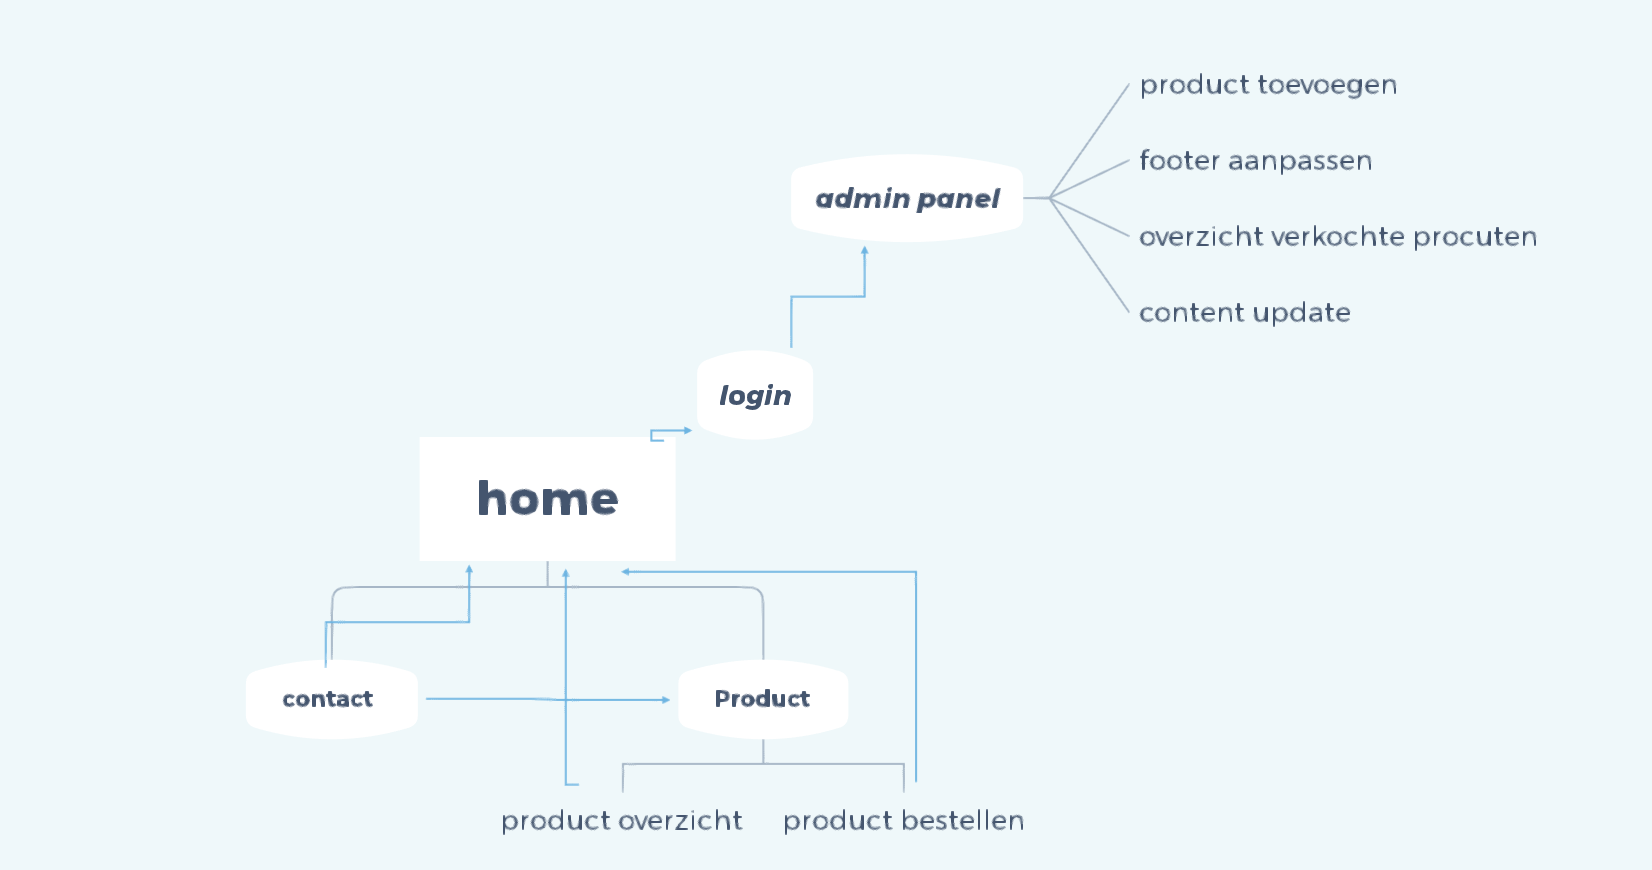 product toevoegen
footer aanpassen
admin panel
overzicht verkochte procuten
content update
login
home
contact
Product
product overzicht
product bestellen